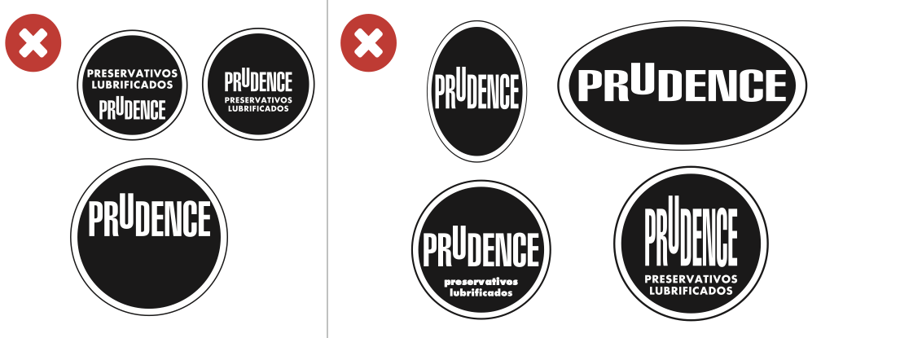 PRESERVATIVOS
LUBRIFICADOS
PRUDENCE
PRUDENCE
PRESERVATIVOS
LUBRIFICADOS
PRUDENCE
PRUDENCE
PRUDENCE
PRUDENCE
preservativos
lubrificados
PRUDENCE
PRESERVATIVOS
LUBRIFICADOS